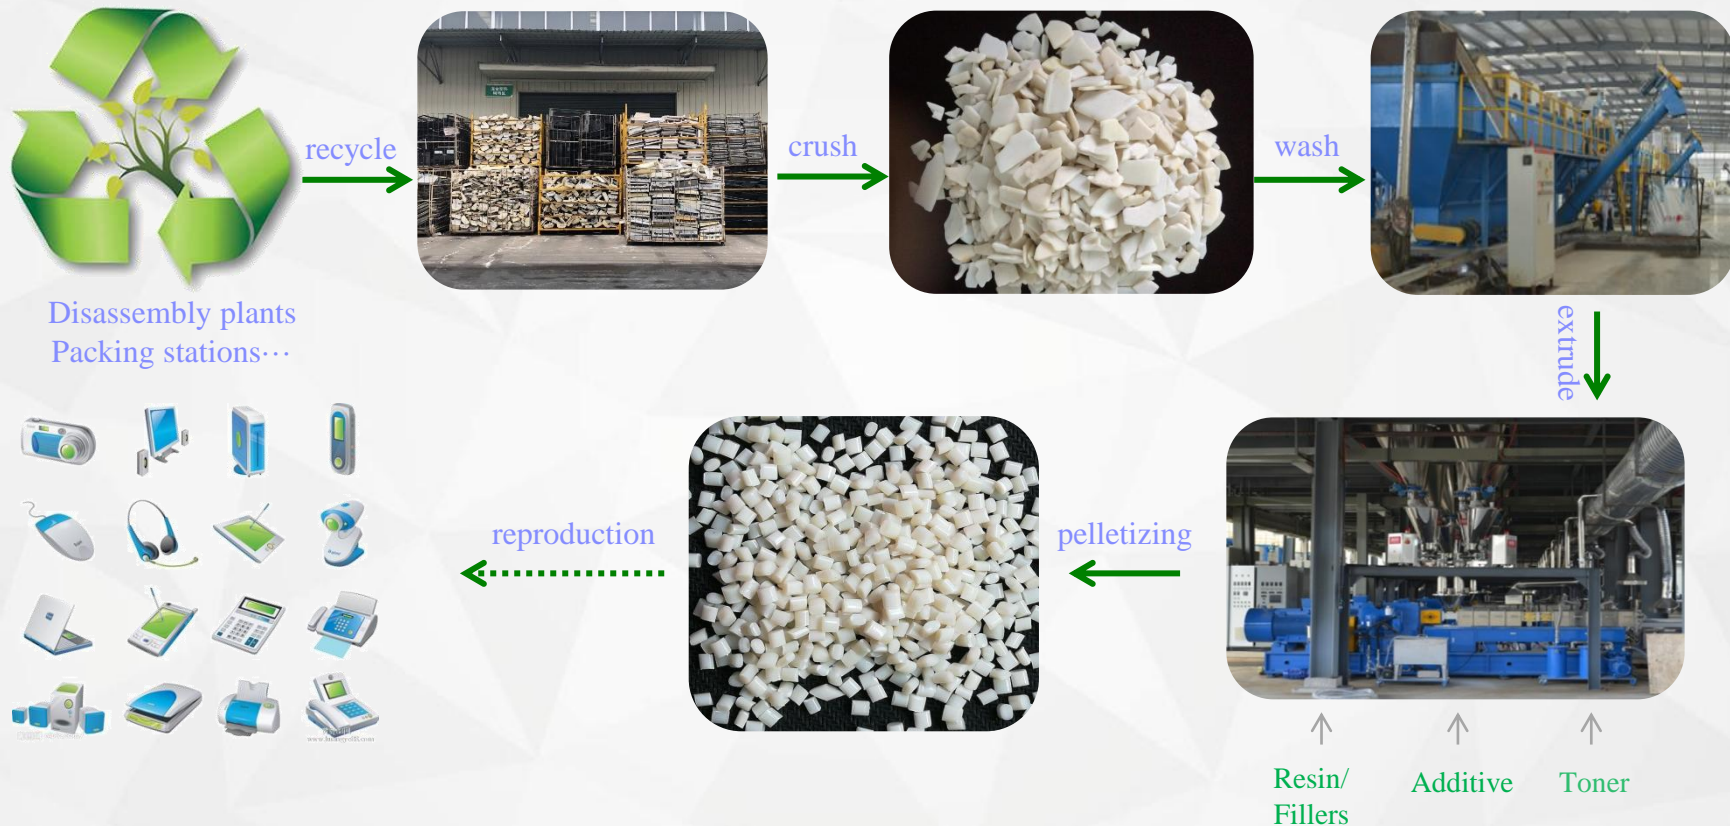 recycle
crush
wash
Disassembly plants
Packing stations···
extrude
reproduction
pelletizing
Resin/
Fillers
Additive
Toner